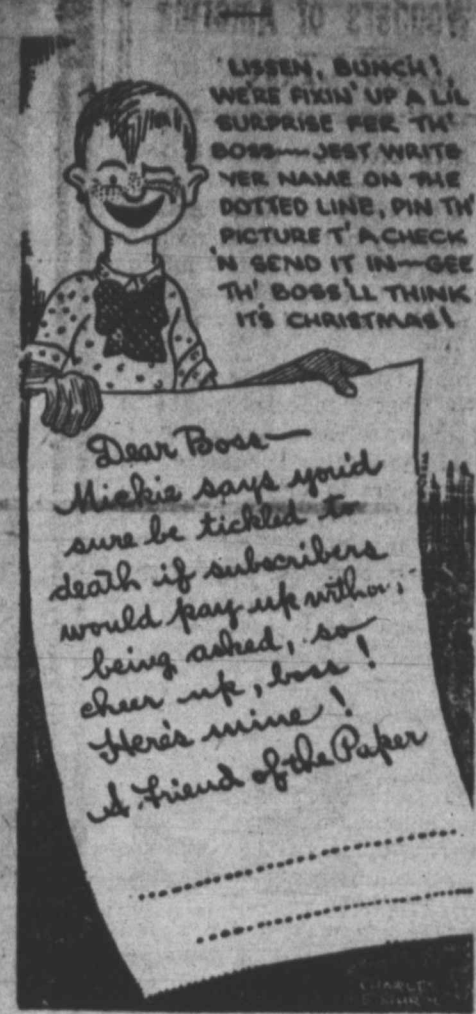 LISSEN, BUNCH!
WE'RE FIXIN' UP A LIL
SURPRISE FER TH'
BOSS—JEST WRITE
YER NAME ON THE
DOTTED LINE, PIN TH'
PICTURE T' A CHECK
'N SEND IT IN—GEE
TH' BOSS'LL THINK
IT'S CHRISTMAS!
Dear Boss—
Mickie says you'd
sure be tickled to
death if subscribers
would pay up without
being asked, so
cheer up, boss!
Here's mine!
A Friend of the Paper
CHARLES